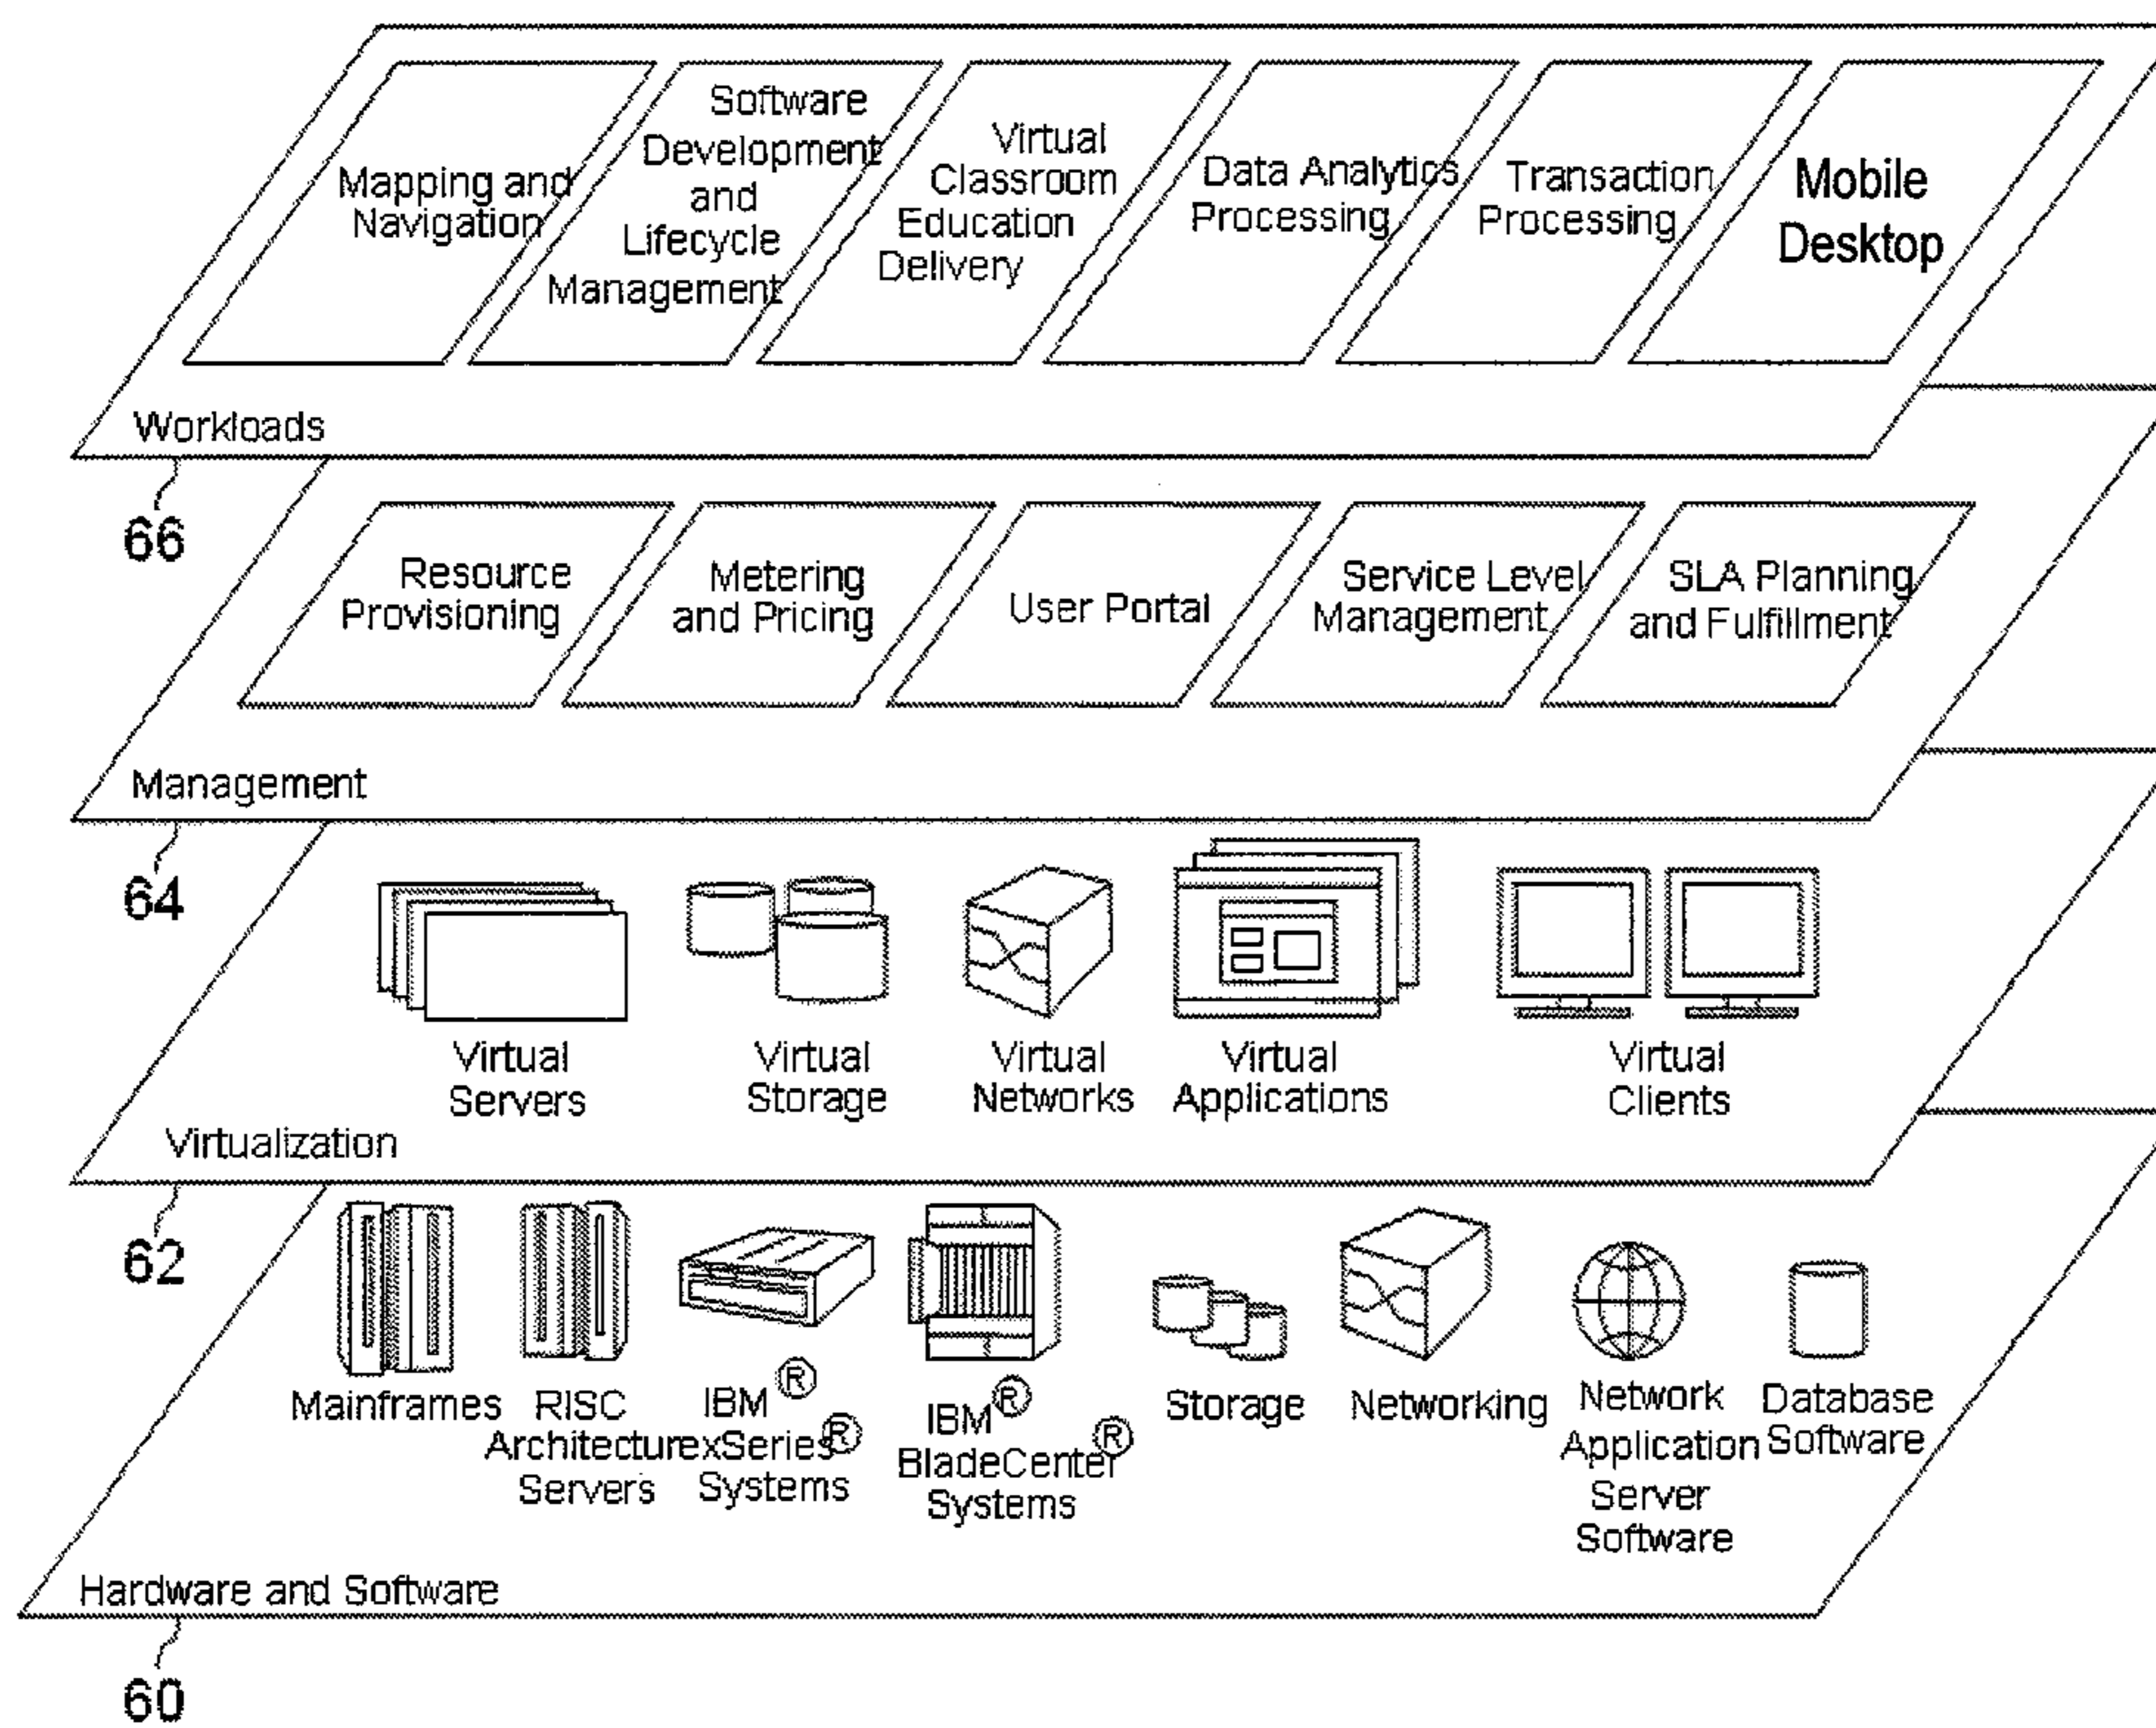 Mapping and
Navigation
Software
Development
and
Lifecycle
Management
Virtual
Classroom
Education
Delivery
Data Analytics
Processing
Transaction
Processing
Mobile
Desktop
Workloads
66
Resource
Provisioning
Metering
and Pricing
User Portal
Service Level
Management
SLA Planning
and Fulfillment
Management
64
Virtual
Servers
Virtual
Storage
Virtual
Networks
Virtual
Applications
Virtual
Clients
Virtualization
62
Mainframes
RISC
Architectur
Servers
IBM ®
xSeries®
Systems
IBM®
BladeCenter®
Systems
Storage
Networking
Network
Application
Server
Software
Database
Software
Hardware and Software
60